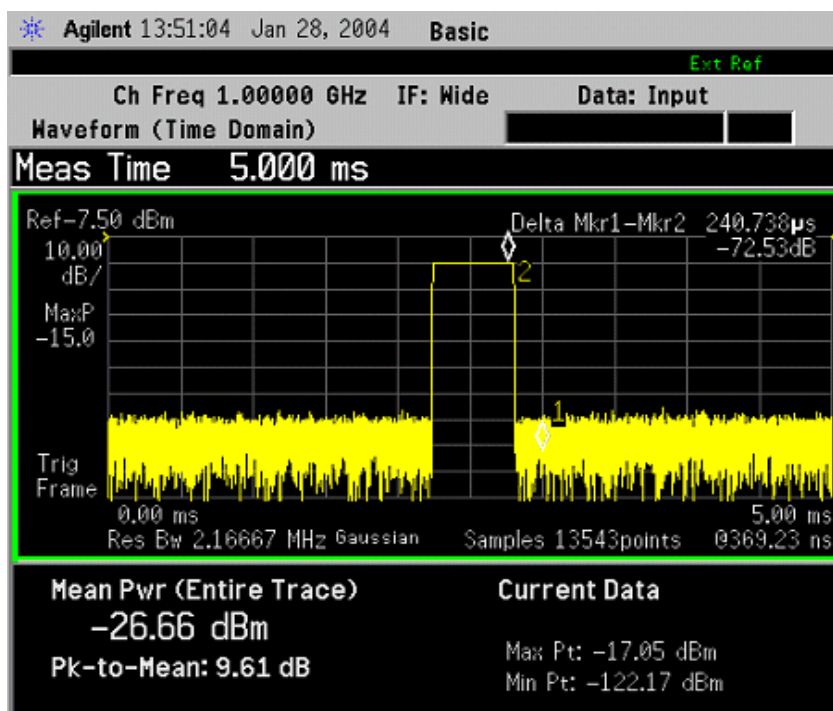 Agilent 13:51:04 Jan 28, 2004 Basic
Ext Ref
Ch Freq 1.00000 GHz IF: Wide Data: Input
Waveform (Time Domain)
Meas Time 5.000 ms
Ref-7.50 dBm Delta Mkr1-Mkr2 240.738µs
10.00 -72.53dB
dB/ 2
MaxP
-15.0
1
Trig
Frame
0.00 ms 5.00 ms
Res Bw 2.16667 MHz Gaussian Samples 13543points @369.23 ns
Mean Pwr (Entire Trace) Current Data
-26.66 dBm
Max Pt: -17.05 dBm
Pk-to-Mean: 9.61 dB
Min Pt: -122.17 dBm